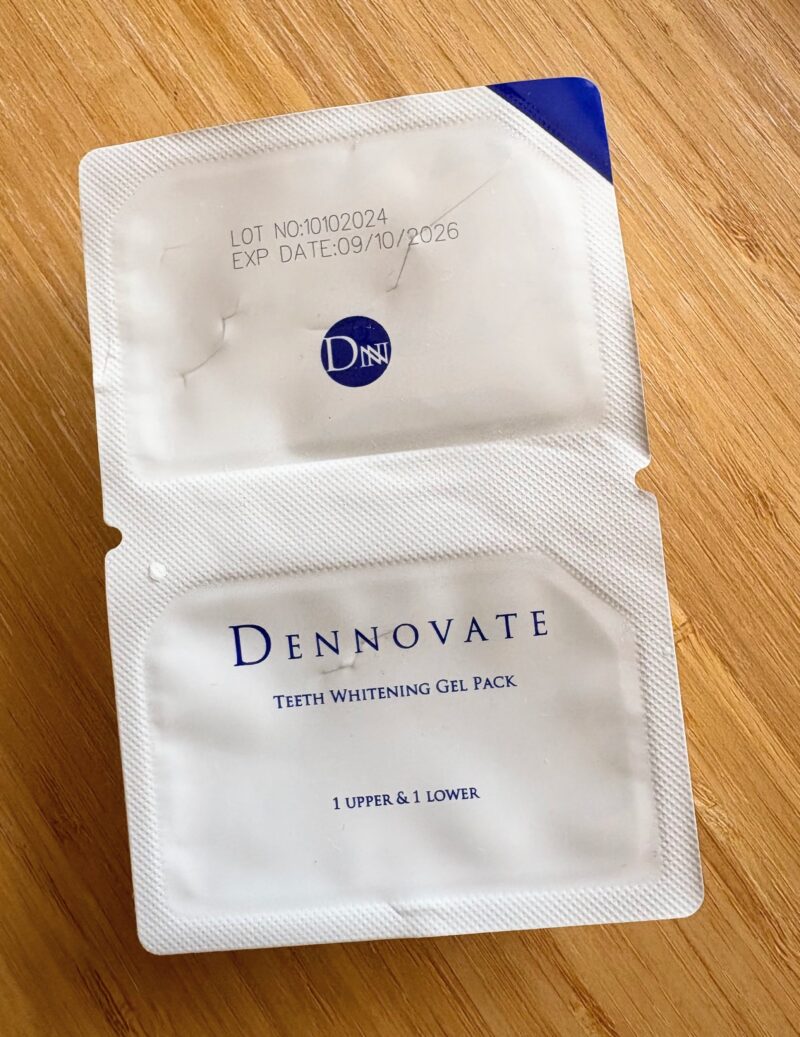 LOT NO:10102024
EXP DATE:09/10/2026
DNN
DENNOVATE
TEETH WHITENING GEL PACK
1 UPPER & 1 LOWER